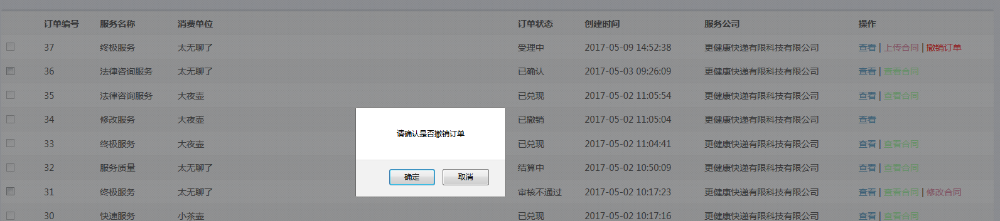 订单编号 服务名称 消费单位 订单状态 创建时间 服务公司 操作
37 终极服务 太无聊了 受理中 2017-05-09 14:52:38 更健康快递有限科技有限公司 查看 | 上传合同 | 撤销订单
36 法律咨询服务 太无聊了 已确认 2017-05-03 09:26:09 更健康快递有限科技有限公司 查看 | 查看合同
35 法律咨询服务 大夜壶 已兑现 2017-05-02 11:05:54 更健康快递有限科技有限公司 查看 | 查看合同
34 修改服务 大夜壶 已撤销 2017-05-02 11:05:04 更健康快递有限科技有限公司 查看
请确认是否撤销订单
33 终极服务 大夜壶 已兑现 2017-05-02 11:04:41 更健康快递有限科技有限公司 查看 | 查看合同
32 服务质量 太无聊了 结算中 2017-05-02 10:50:09 更健康快递有限科技有限公司 查看 | 查看合同
确定 取消
31 终极服务 太无聊了 审核不通过 2017-05-02 10:17:23 更健康快递有限科技有限公司 查看 | 查看合同 | 修改合同
30 快速服务 小茶壶 已兑现 2017-05-02 10:17:16 更健康快递有限科技有限公司 查看 | 查看合同